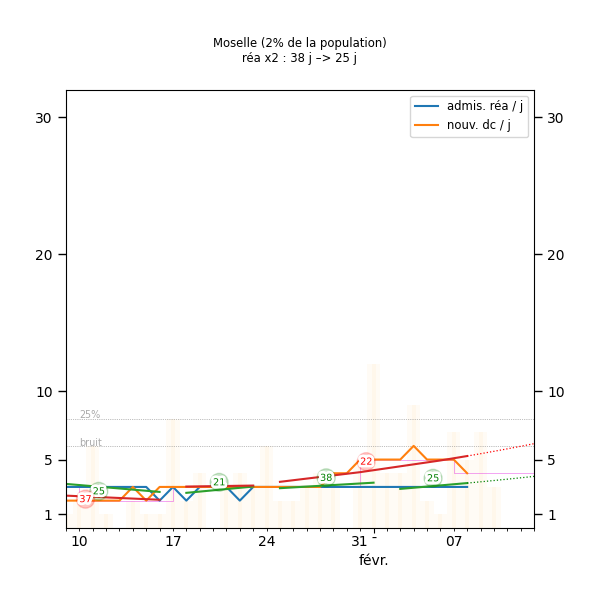 Moselle (2% de la population)
réa x2 : 38 j –> 25 j
admis. réa / j
nouv. dc / j
30 30
20 20
10 10
25%
bruit
5 5
22
38 25
21
25
37
1 1
10 17 24 31 - 07
févr.